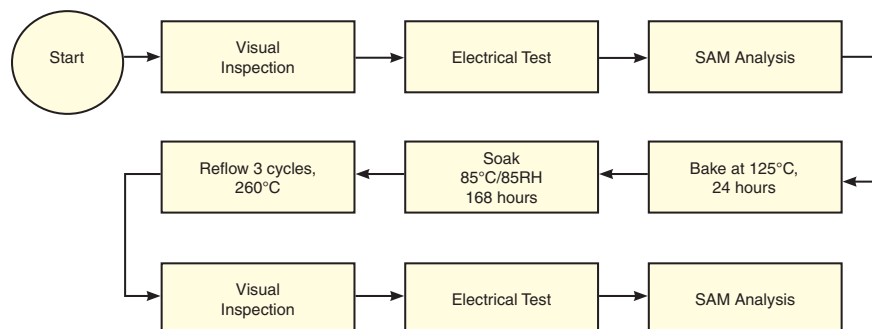 Start
Visual
Inspection
Electrical Test
SAM Analysis
Reflow 3 cycles,
260°C
Soak
85°C/85RH
168 hours
Bake at 125°C,
24 hours
Visual
Inspection
Electrical Test
SAM Analysis